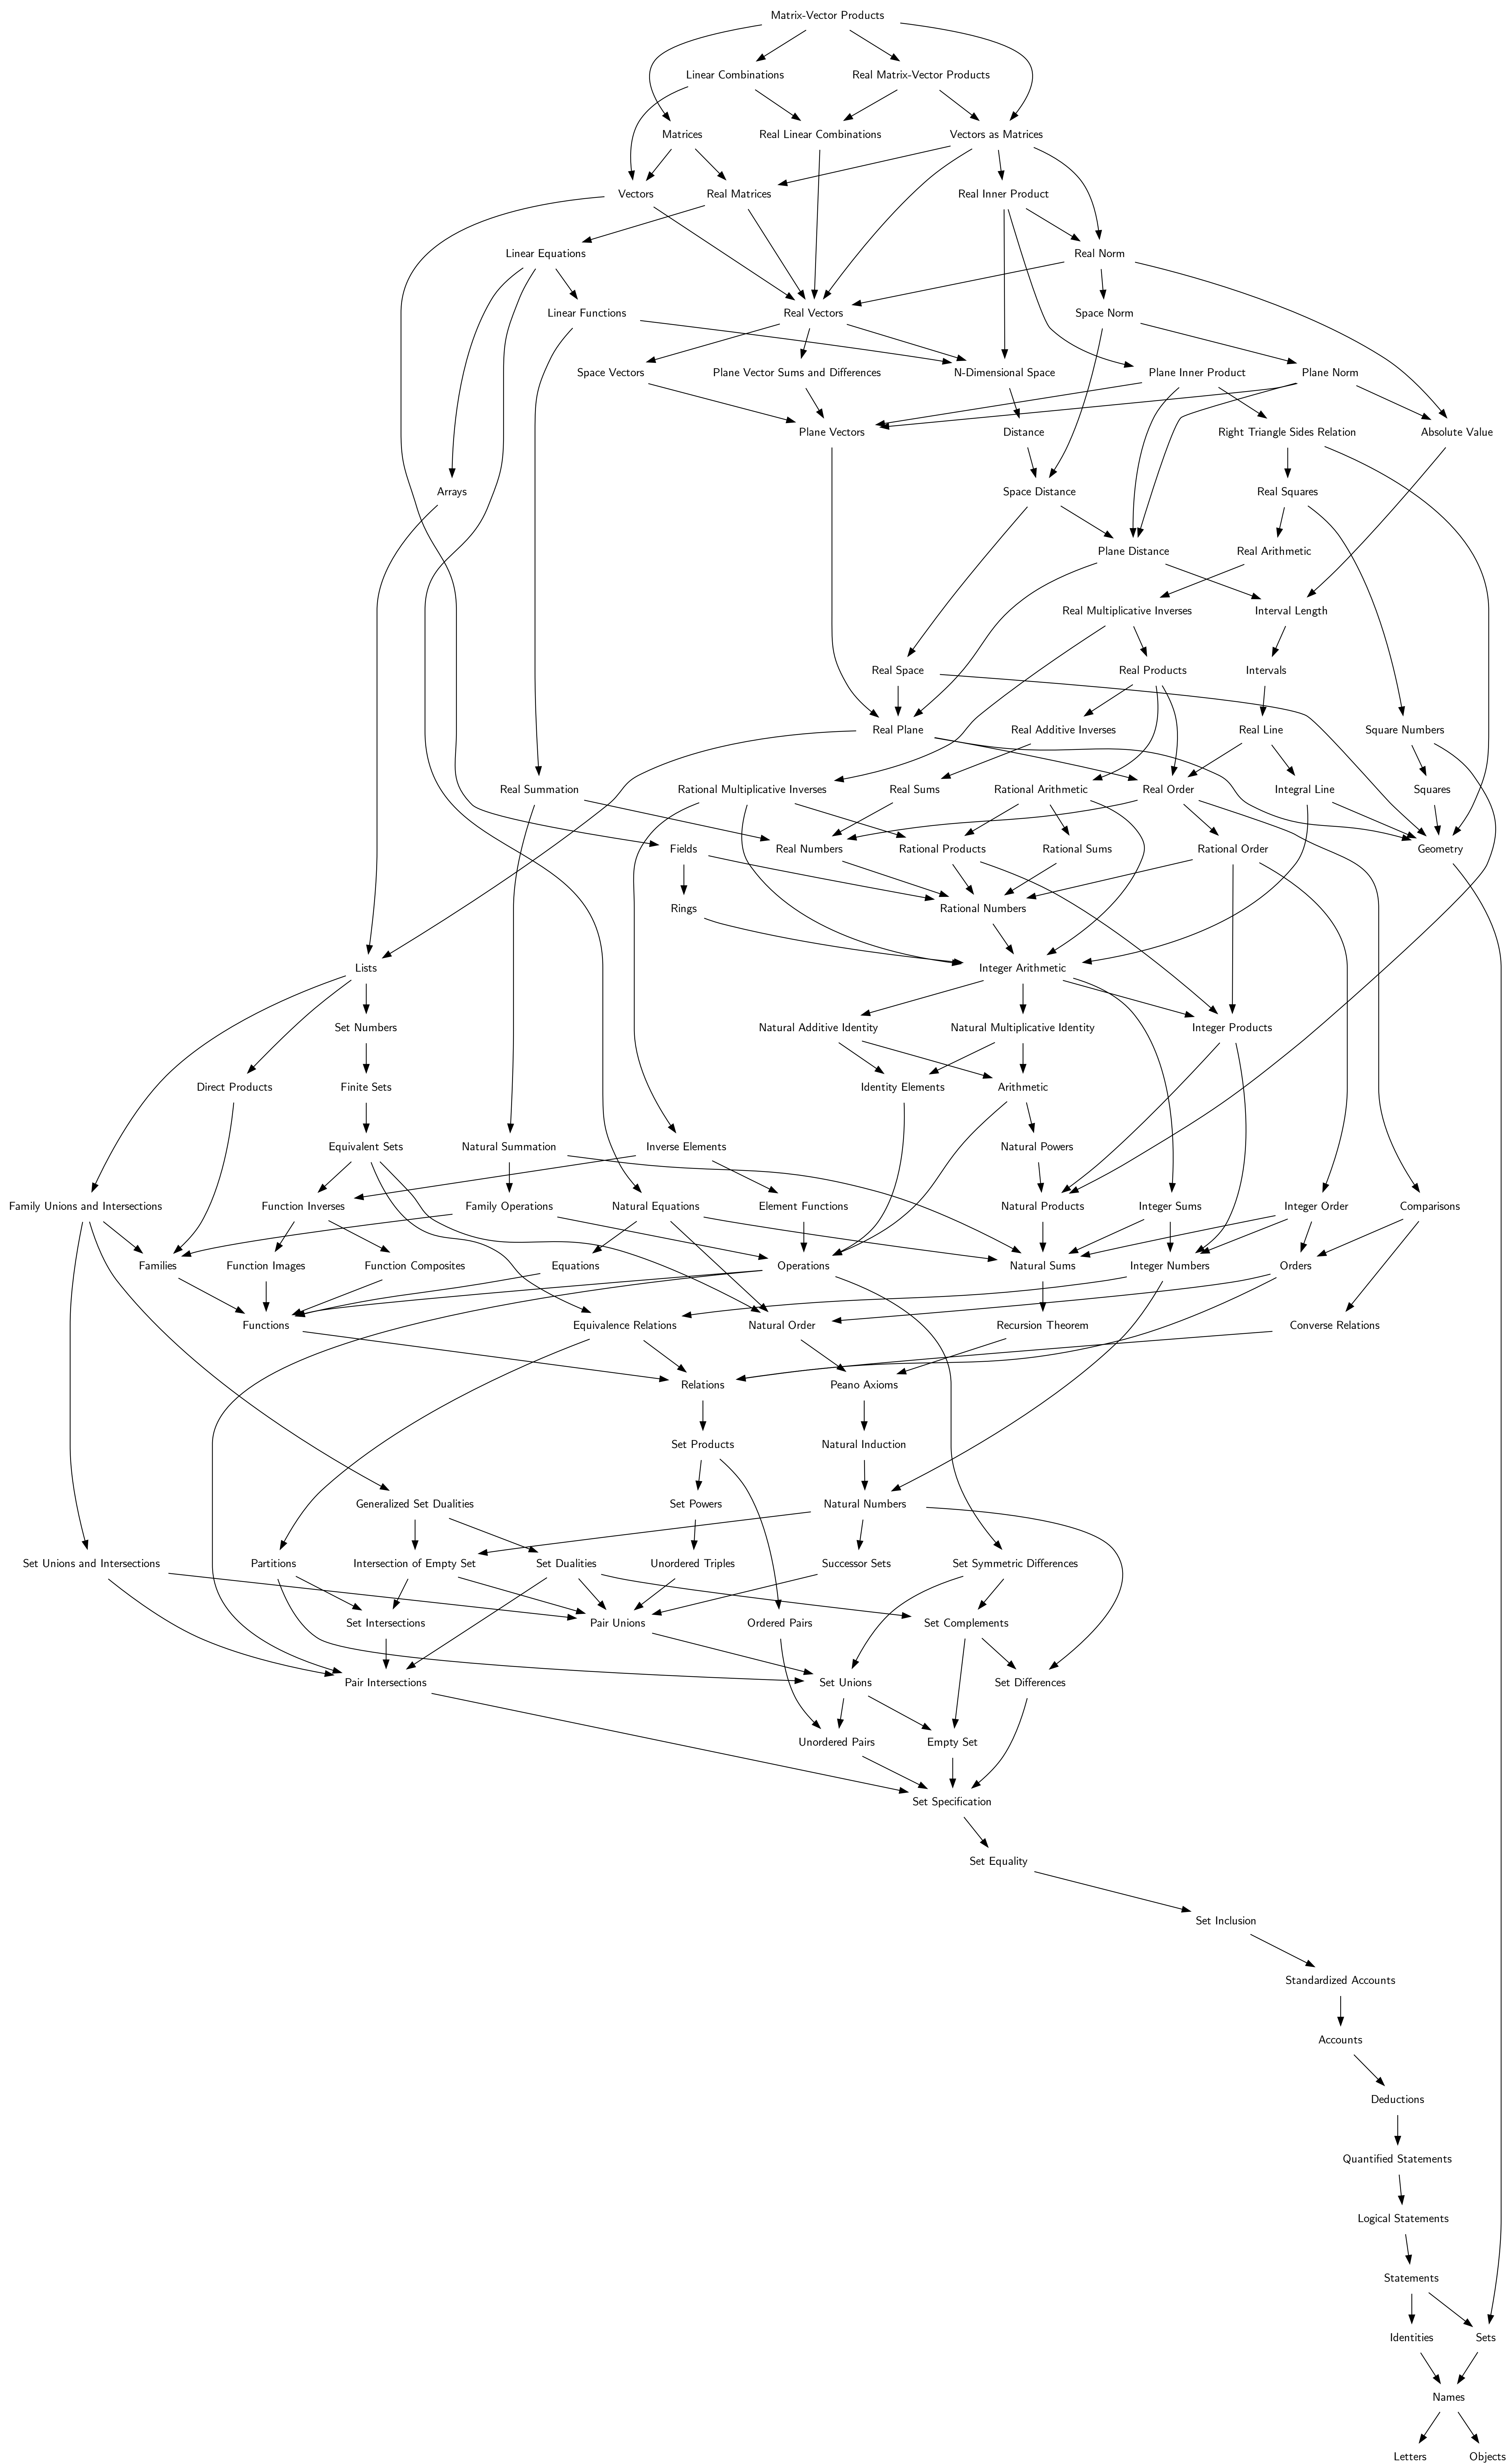 Matrix-Vector Products
Linear Combinations
Real Matrix-Vector Products
Matrices
Real Linear Combinations
Vectors as Matrices
Vectors
Real Matrices
Real Inner Product
Linear Equations
Real Norm
Linear Functions
Real Vectors
Space Norm
Space Vectors
Plane Vector Sums and Differences
N-Dimensional Space
Plane Inner Product
Plane Norm
Plane Vectors
Distance
Right Triangle Sides Relation
Absolute Value
Arrays
Space Distance
Real Squares
Plane Distance
Real Arithmetic
Real Multiplicative Inverses
Interval Length
Real Space
Real Products
Intervals
Real Plane
Real Additive Inverses
Real Line
Square Numbers
Real Summation
Rational Multiplicative Inverses
Real Sums
Rational Arithmetic
Real Order
Integral Line
Squares
Fields
Real Numbers
Rational Products
Rational Sums
Rational Order
Geometry
Rings
Rational Numbers
Lists
Integer Arithmetic
Set Numbers
Natural Additive Identity
Natural Multiplicative Identity
Integer Products
Direct Products
Finite Sets
Identity Elements
Arithmetic
Equivalent Sets
Natural Summation
Inverse Elements
Natural Powers
Family Unions and Intersections
Function Inverses
Family Operations
Natural Equations
Element Functions
Natural Products
Integer Sums
Integer Order
Comparisons
Families
Function Images
Function Composites
Equations
Operations
Natural Sums
Integer Numbers
Orders
Functions
Equivalence Relations
Natural Order
Recursion Theorem
Converse Relations
Relations
Peano Axioms
Set Products
Natural Induction
Generalized Set Dualities
Set Powers
Natural Numbers
Set Unions and Intersections
Partitions
Intersection of Empty Set
Set Dualities
Unordered Triples
Successor Sets
Set Symmetric Differences
Set Intersections
Pair Unions
Ordered Pairs
Set Complements
Pair Intersections
Set Unions
Set Differences
Unordered Pairs
Empty Set
Set Specification
Set Equality
Set Inclusion
Standardized Accounts
Accounts
Deductions
Quantified Statements
Logical Statements
Statements
Identities
Sets
Names
Letters
Objects